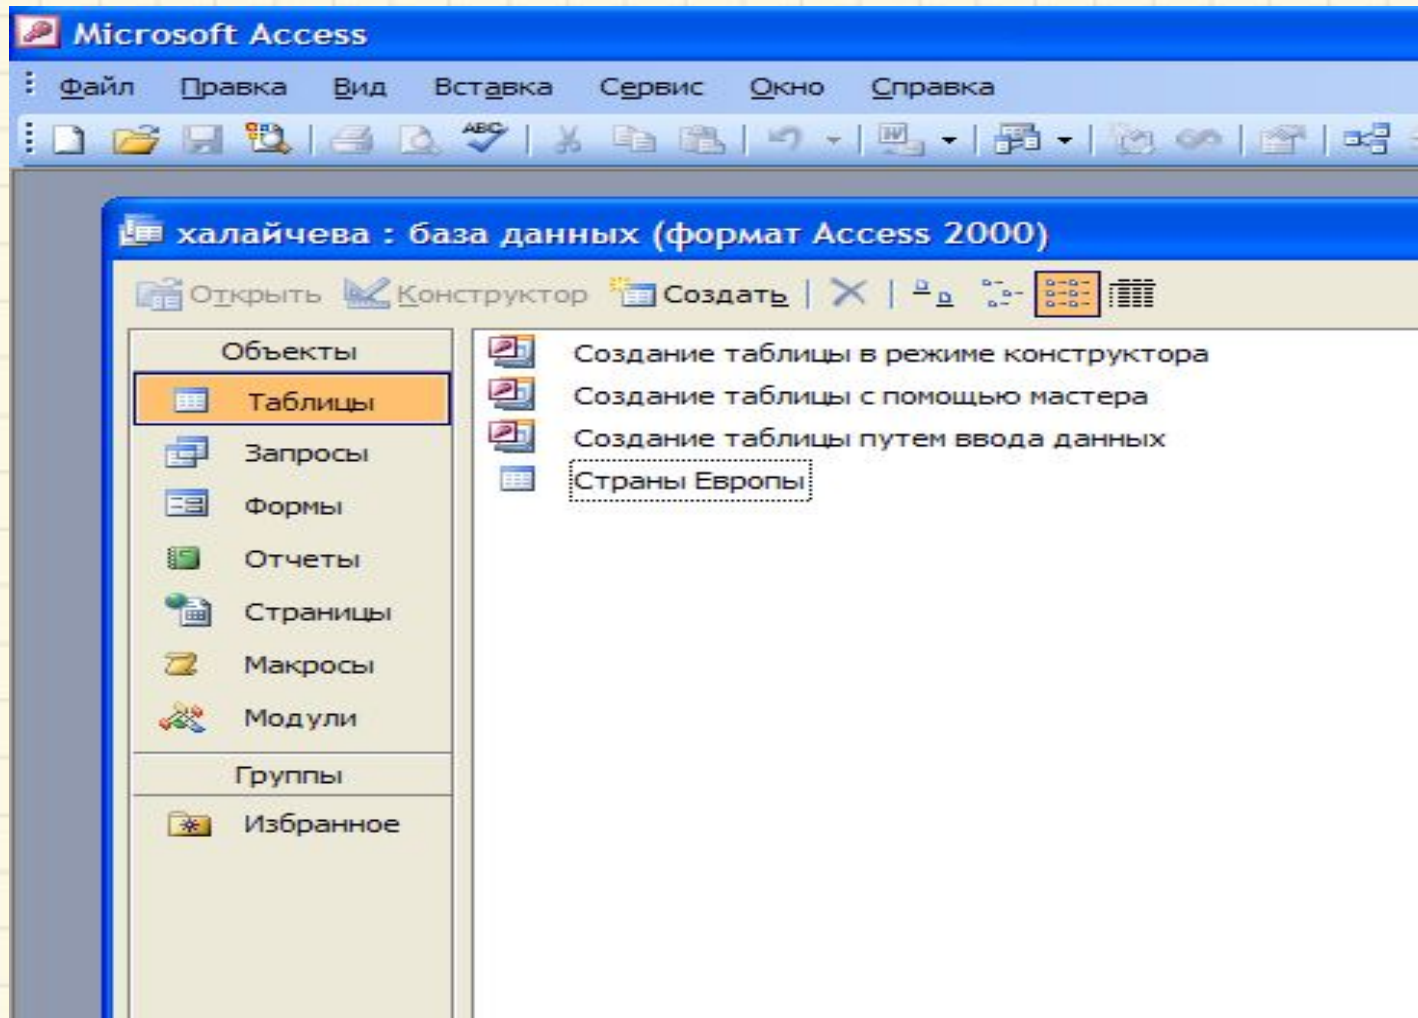 Microsoft Access
Файл Правка Вид Вставка Сервис Окно Справка
ABC
W
халайчева : база данных (формат Access 2000)
Открыть Конструктор Создать
Объекты
Таблицы
Запросы
Формы
Отчеты
Страницы
Макросы
Модули
Группы
Избранное
Создание таблицы в режиме конструктора
Создание таблицы с помощью мастера
Создание таблицы путем ввода данных
Страны Европы